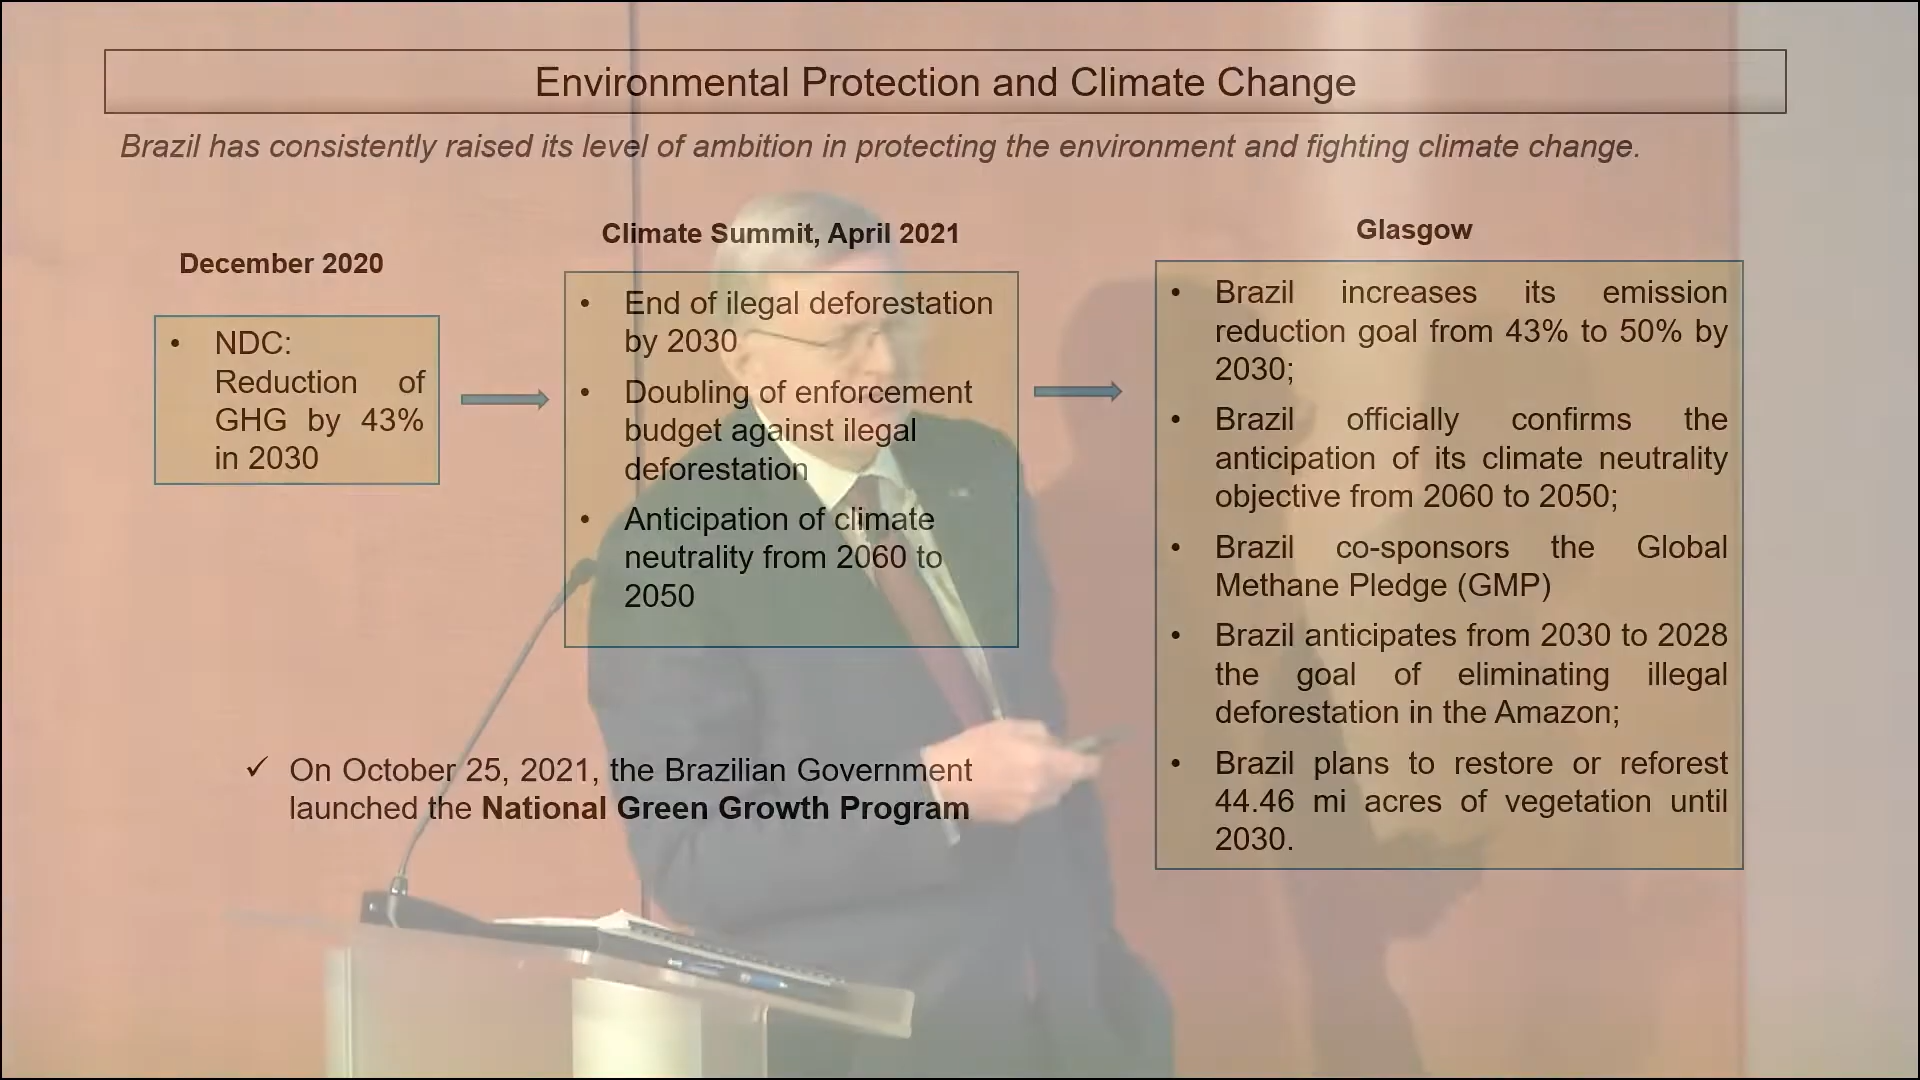 Environmental Protection and Climate Change
Brazil has consistently raised its level of ambition in protecting the environment and fighting climate change.
December 2020
• NDC:
Reduction of
GHG by 43%
in 2030
Climate Summit, April 2021
• End of ilegal deforestation
by 2030
• Doubling of enforcement
budget against ilegal
deforestation
• Anticipation of climate
neutrality from 2060 to
2050
Glasgow
• Brazil increases its emission
reduction goal from 43% to 50% by
2030;
• Brazil officially confirms the
anticipation of its climate neutrality
objective from 2060 to 2050;
• Brazil co-sponsors the Global
Methane Pledge (GMP)
• Brazil anticipates from 2030 to 2028
the goal of eliminating illegal
deforestation in the Amazon;
• Brazil plans to restore or reforest
44.46 mi acres of vegetation until
2030.
✓ On October 25, 2021, the Brazilian Government
launched the National Green Growth Program